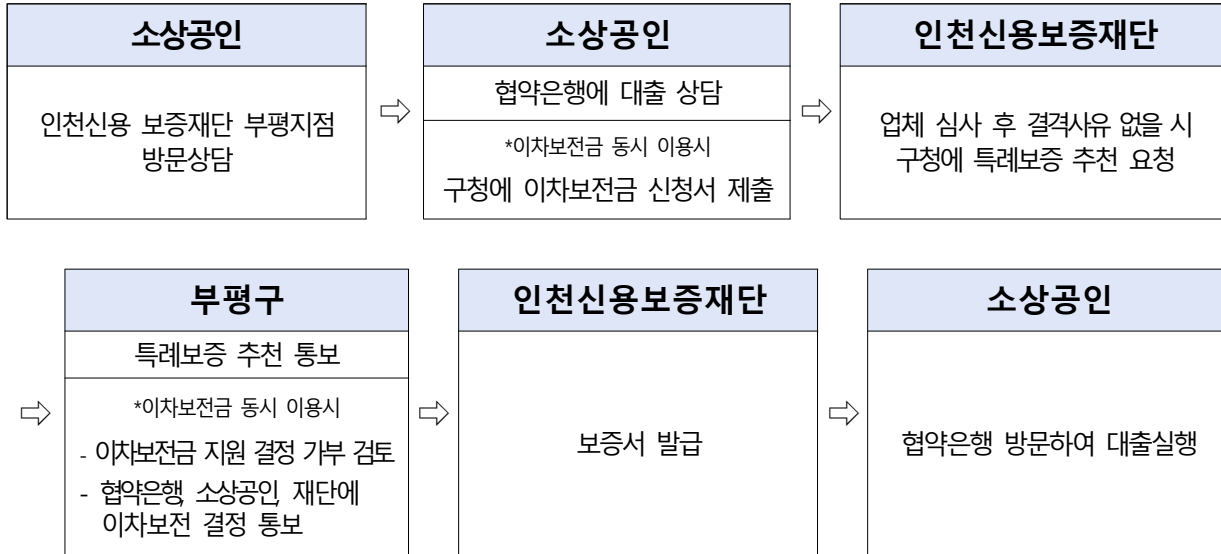 소상공인
인천신용 보증재단 부평지점
방문상담
⇨
소상공인
협약은행에 대출 상담
*이차보전금 동시 이용시
구청에 이차보전금 신청서 제출
⇨
인천신용보증재단
업체 심사 후 결격사유 없을 시
구청에 특례보증 추천 요청
⇨
부평구
특례보증 추천 통보
*이차보전금 동시 이용시
- 이차보전금 지원 결정 가부 검토
- 협약은행, 소상공인, 재단에
이차보전 결정 통보
⇨
인천신용보증재단
보증서 발급
⇨
소상공인
협약은행 방문하여 대출실행